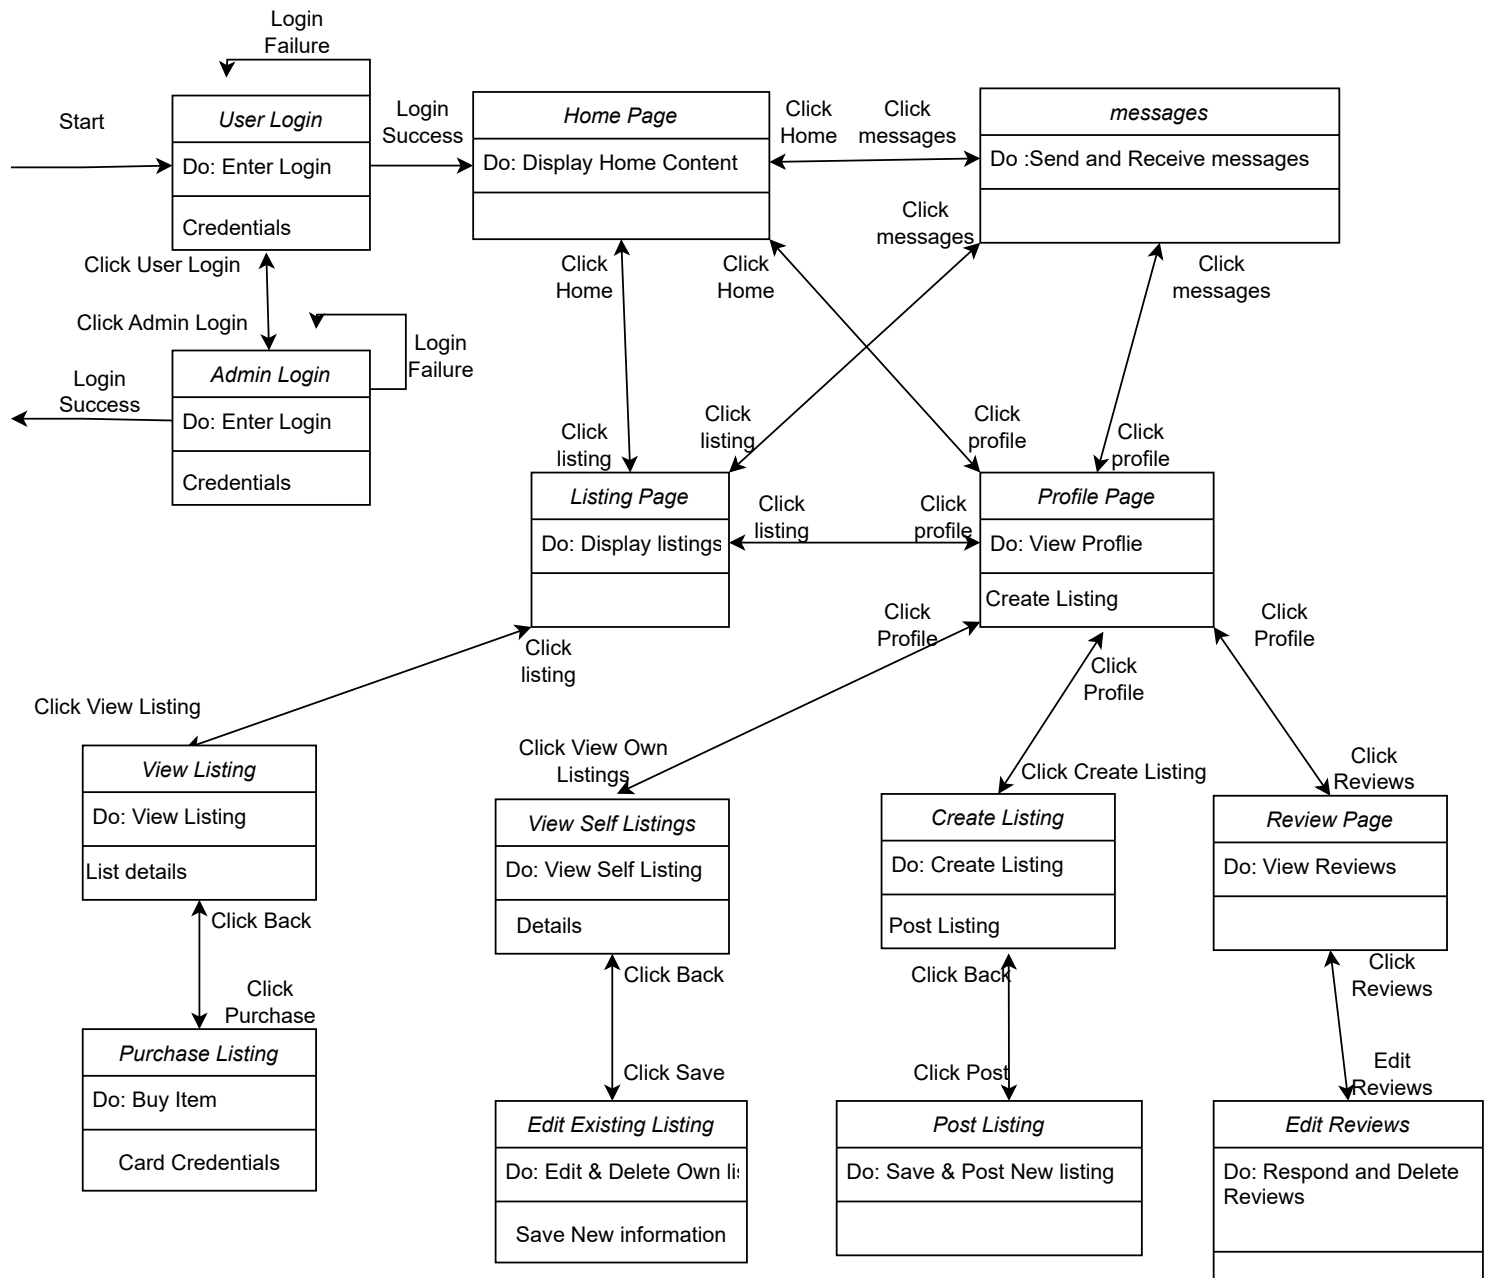 Login
Failure
Start
User Login
Do: Enter Login
Credentials
Login
Success
Home Page
Do: Display Home Content
Click
Home
Click
messages
messages
Do :Send and Receive messages
Click User Login
Click Admin Login
Login
Failure
Login
Success
Admin Login
Do: Enter Login
Credentials
Click
Home
Click
Home
Click
messages
Click
messages
Click
listing
Click
listing
Click
profile
Click
profile
Listing Page
Do: Display listings
Click
listing
Click
profile
Profile Page
Do: View Proflie
Create Listing
Click
listing
Click
Profile
Click
Profile
Click
Profile
Click View Listing
View Listing
Do: View Listing
List details
Click View Own
Listings
View Self Listings
Do: View Self Listing
Details
Click Create Listing
Create Listing
Do: Create Listing
Post Listing
Click
Reviews
Review Page
Do: View Reviews
Click Back
Click
Purchase
Purchase Listing
Do: Buy Item
Card Credentials
Click Back
Click Save
Edit Existing Listing
Do: Edit & Delete Own lis
Save New information
Click Back
Click Post
Post Listing
Do: Save & Post New listing
Click
Reviews
Edit
Reviews
Edit Reviews
Do: Respond and Delete
Reviews